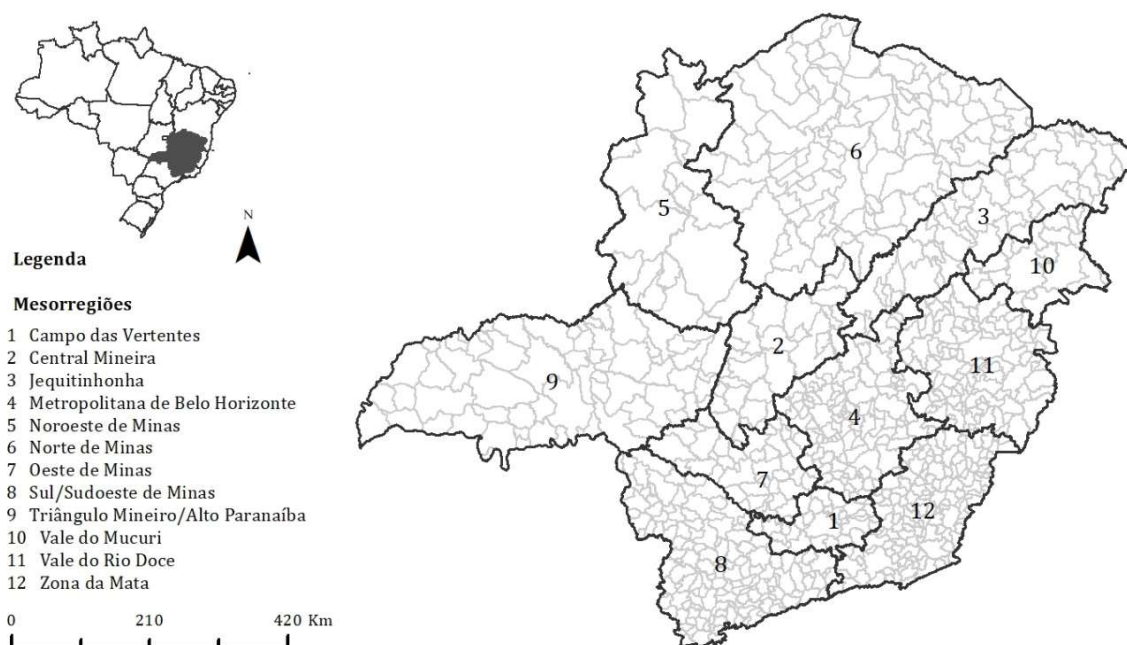 N
Legenda
Mesorregiões
1 Campo das Vertentes
2 Central Mineira
3 Jequitinhonha
4 Metropolitana de Belo Horizonte
5 Noroeste de Minas
6 Norte de Minas
7 Oeste de Minas
8 Sul/Sudoeste de Minas
9 Triângulo Mineiro/Alto Paranaíba
10 Vale do Mucuri
11 Vale do Rio Doce
12 Zona da Mata
0 210 420 Km
6
5
3
10
2
11
9
4
7
12
1
8